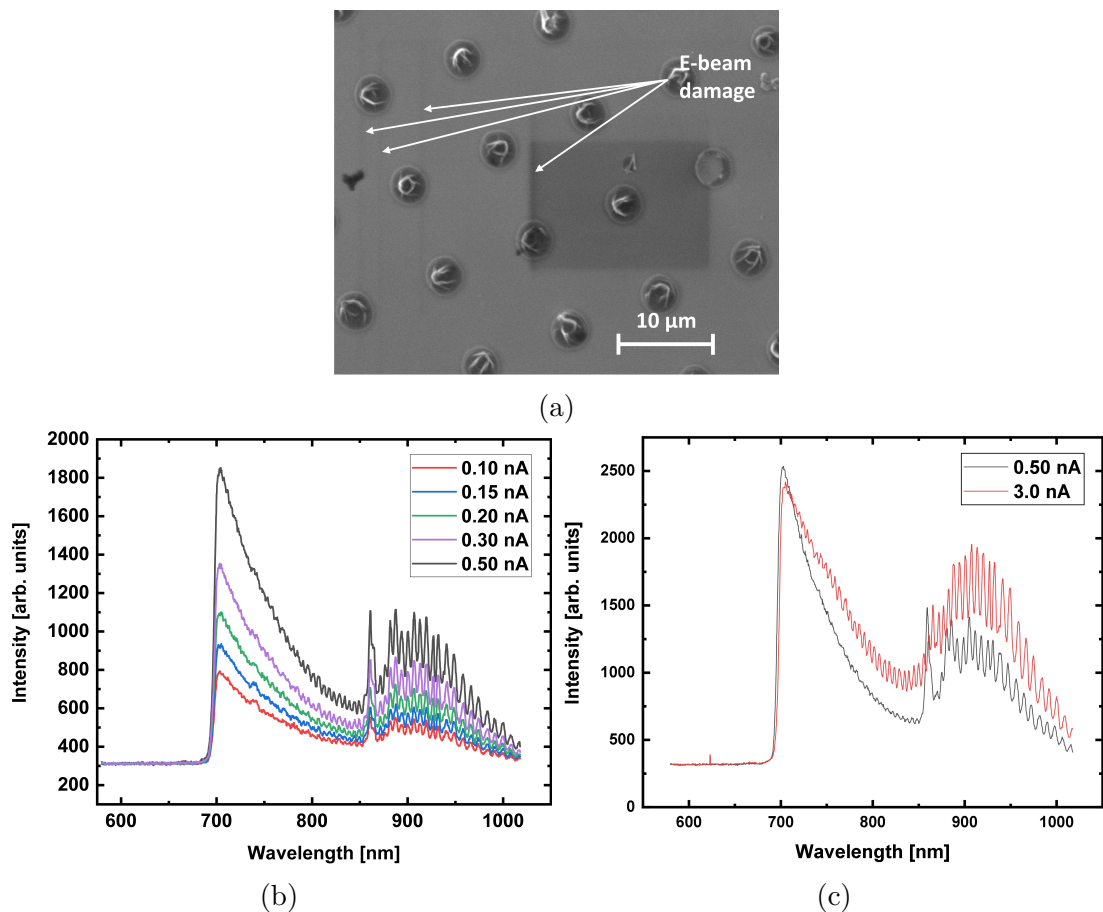 E-beam
damage
10 µm
(a)
2000
1800
1600
1400
1200
1000
800
600
400
200
600
700
800
900
1000
Intensity [arb. units]
Wavelength [nm]
0.10 nA
0.15 nA
0.20 nA
0.30 nA
0.50 nA
(b)
2500
2000
1500
1000
500
0
600
700
800
900
1000
Intensity [arb. units]
Wavelength [nm]
0.50 nA
3.0 nA
(c)